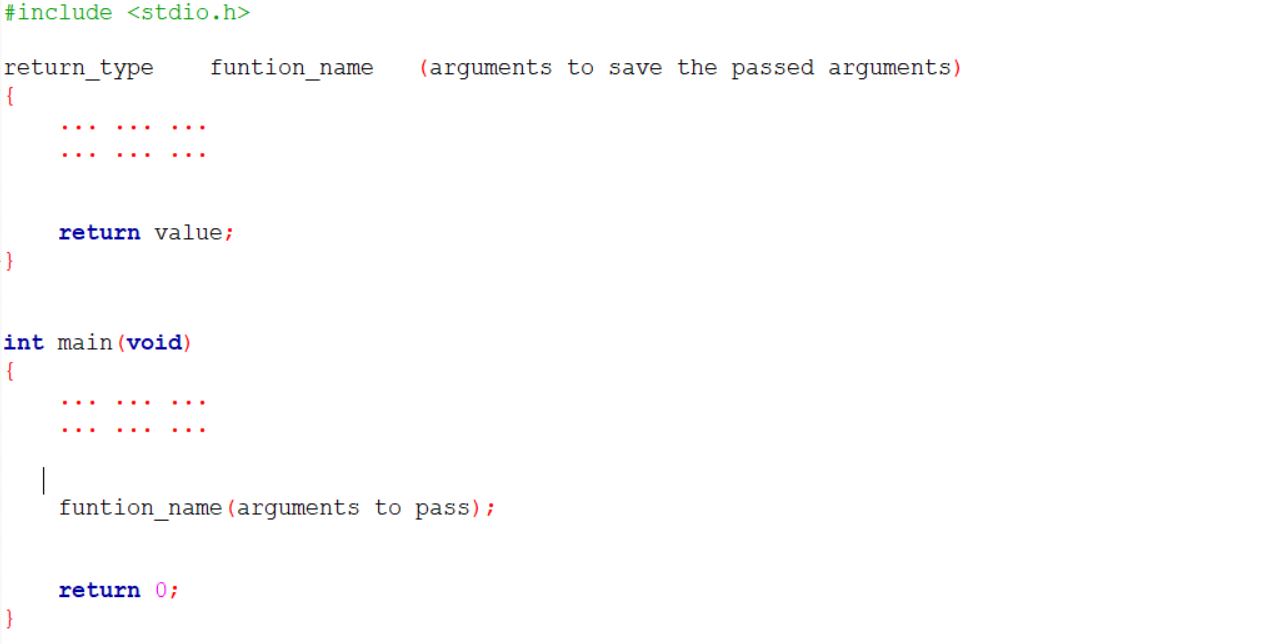 #include <stdio.h>
return_type    funtion_name   (arguments to save the passed arguments)
{
    ... ... ...
    ... ... ...
    return value;
}
int main(void)
{
    ... ... ...
    ... ... ...
    funtion_name(arguments to pass);
    return 0;
}